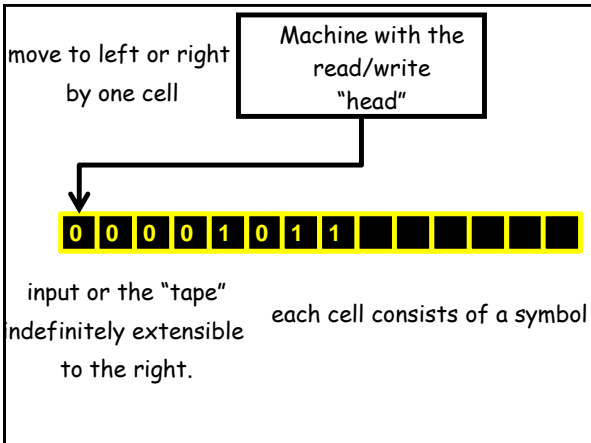 move to left or right
by one cell
Machine with the
read/write
“head”
0 0 0 0 1 0 1 1
input or the “tape”
indefinitely extensible
to the right.
each cell consists of a symbol